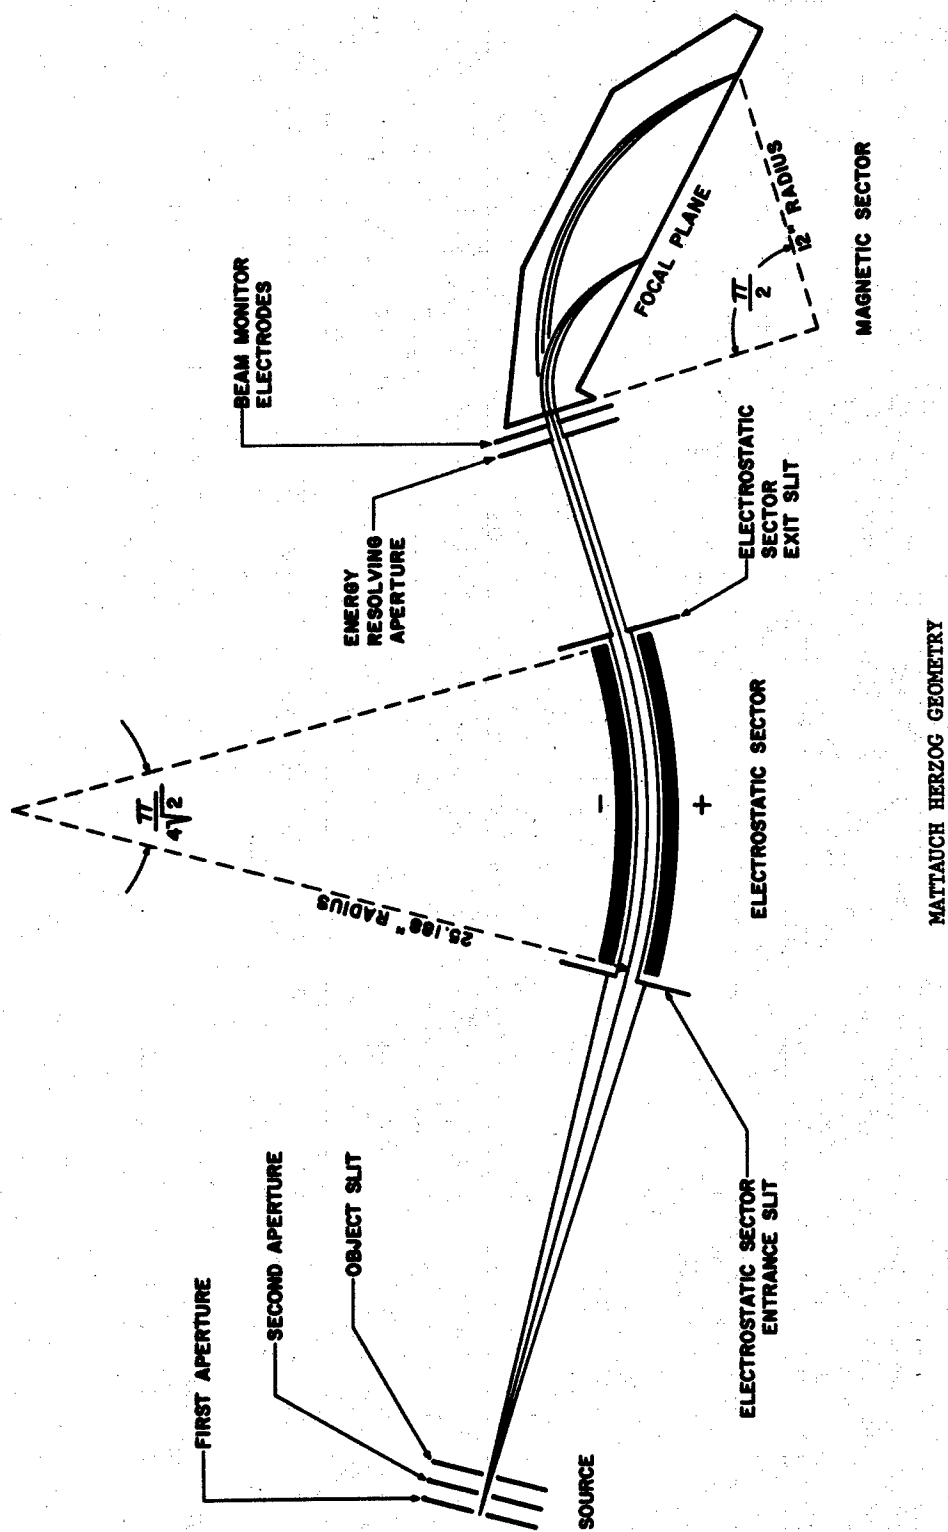 FIRST APERTURE
SECOND APERTURE
OBJECT SLIT
SOURCE
25.188" RADIUS
π
4√2
-
+
ELECTROSTATIC SECTOR
ENTRANCE SLIT
ELECTROSTATIC SECTOR
ELECTROSTATIC
SECTOR
EXIT SLIT
ENERGY
RESOLVING
APERTURE
BEAM MONITOR
ELECTRODES
FOCAL PLANE
π
2
12" RADIUS
MAGNETIC SECTOR
MATTAUCH HERZOG GEOMETRY